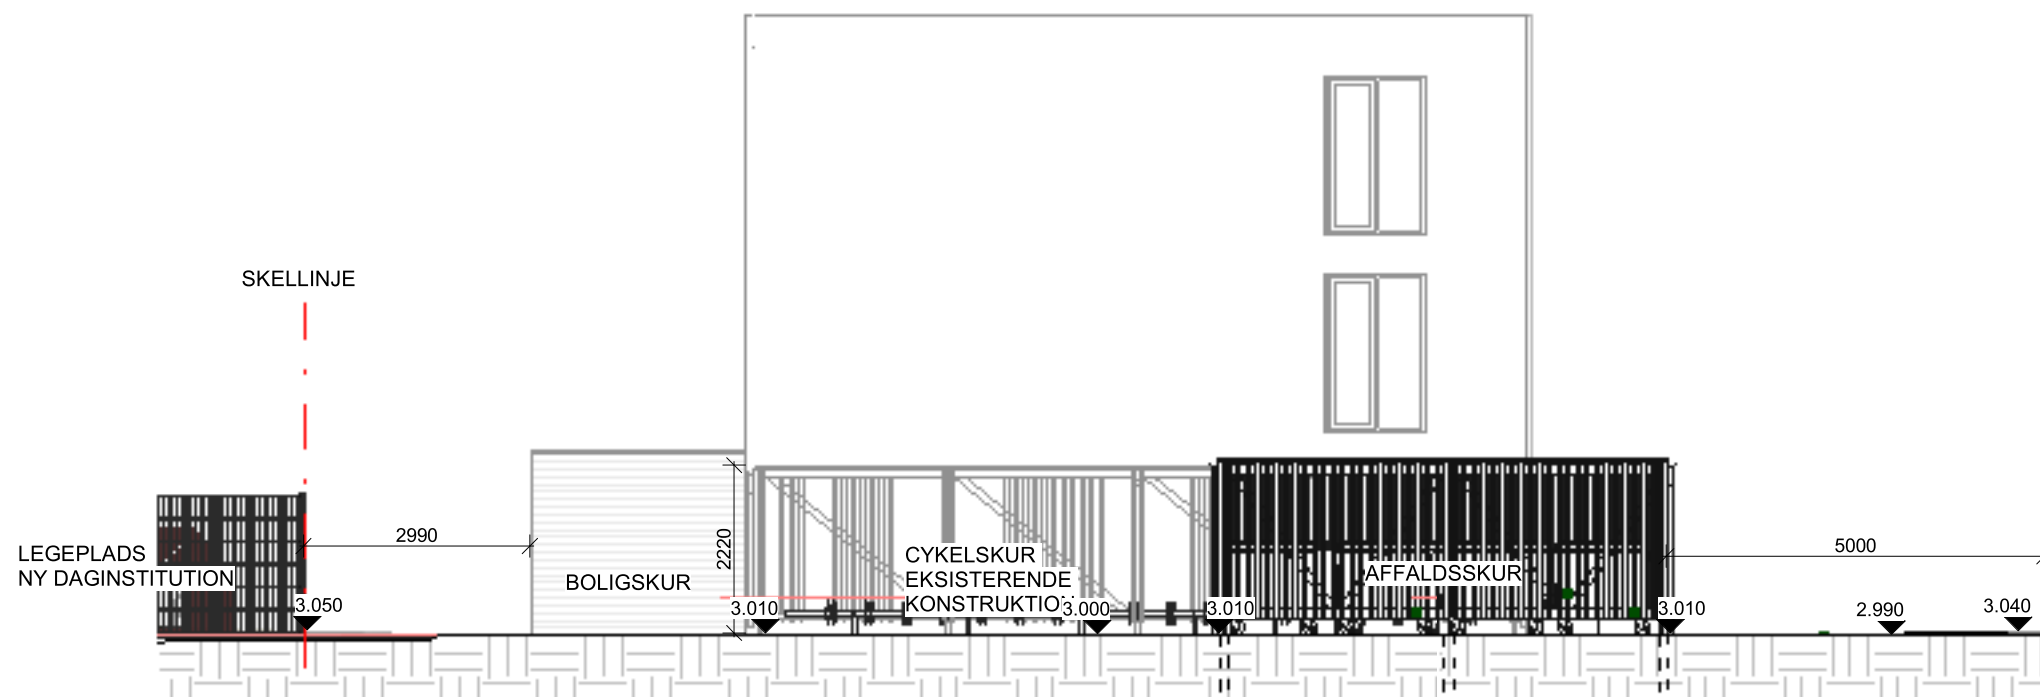 SKELLINJE
2990
LEGEPLADS
NY DAGINSTITUTION
3.050
BOLIGSKUR
2220
3.010
CYKELSKUR
EKSISTERENDE
KONSTRUKTION
3.000
3.010
AFFALDSSKUR
3.010
5000
2.990
3.040